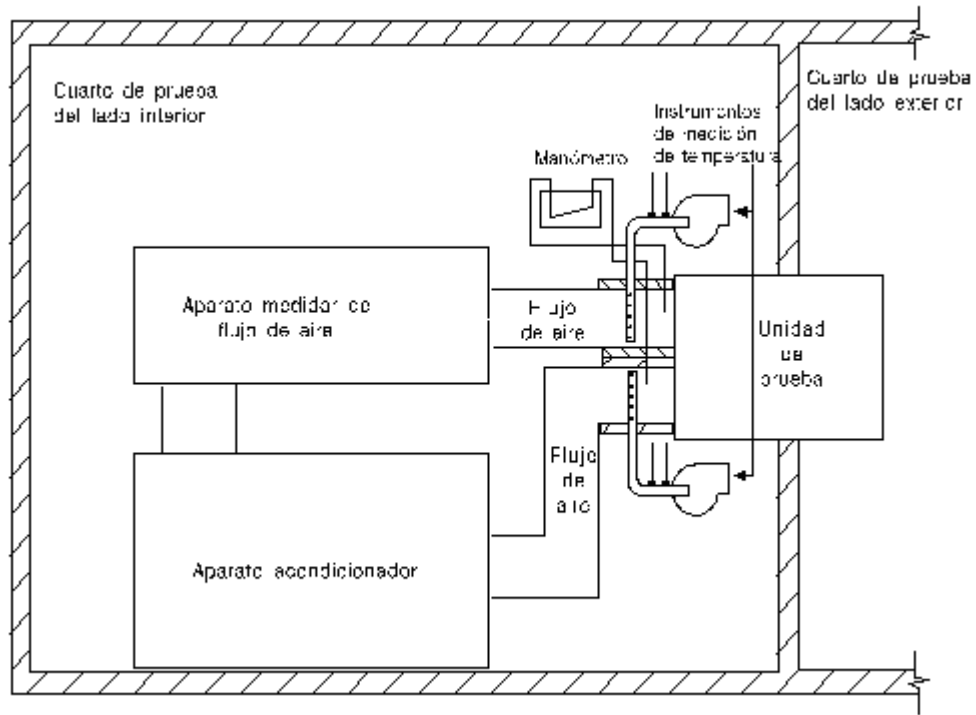 Cuarto de prueba
del lado interior
Cuarto de prueba
del lado exterior
Instrumentos
de medición
de temperatura
Manómetro
Aparato medidor de
flujo de aire
Flujo
de aire
Unidad
de
prueba
Flujo
de
aire
Aparato acondicionador